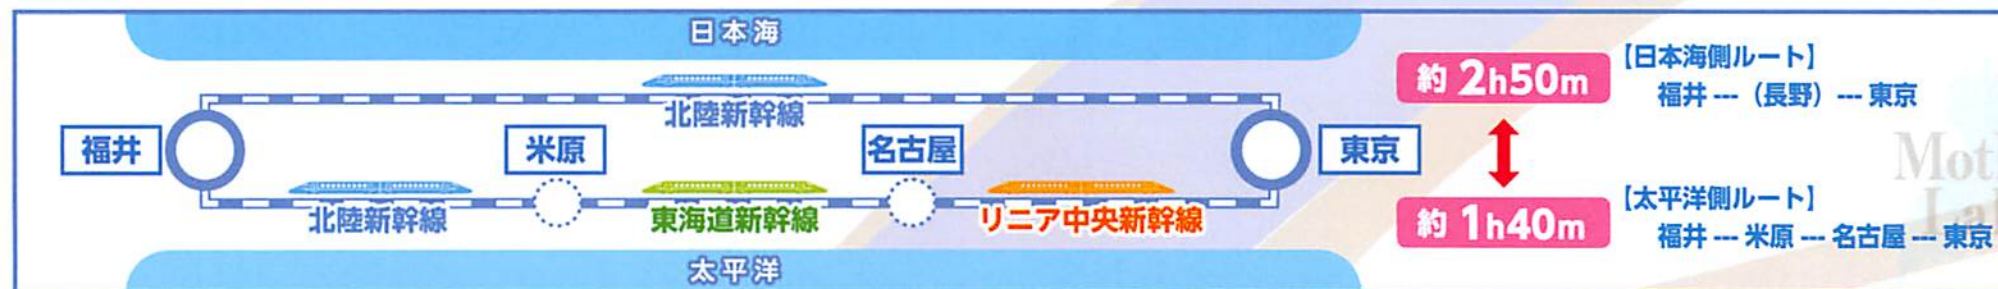 日本海
北陸新幹線
福井
米原
名古屋
東京
北陸新幹線
東海道新幹線
リニア中央新幹線
太平洋
約 2h50m
【日本海側ルート】
福井 --- (長野) --- 東京
約 1h40m
【太平洋側ルート】
福井 --- 米原 --- 名古屋 --- 東京